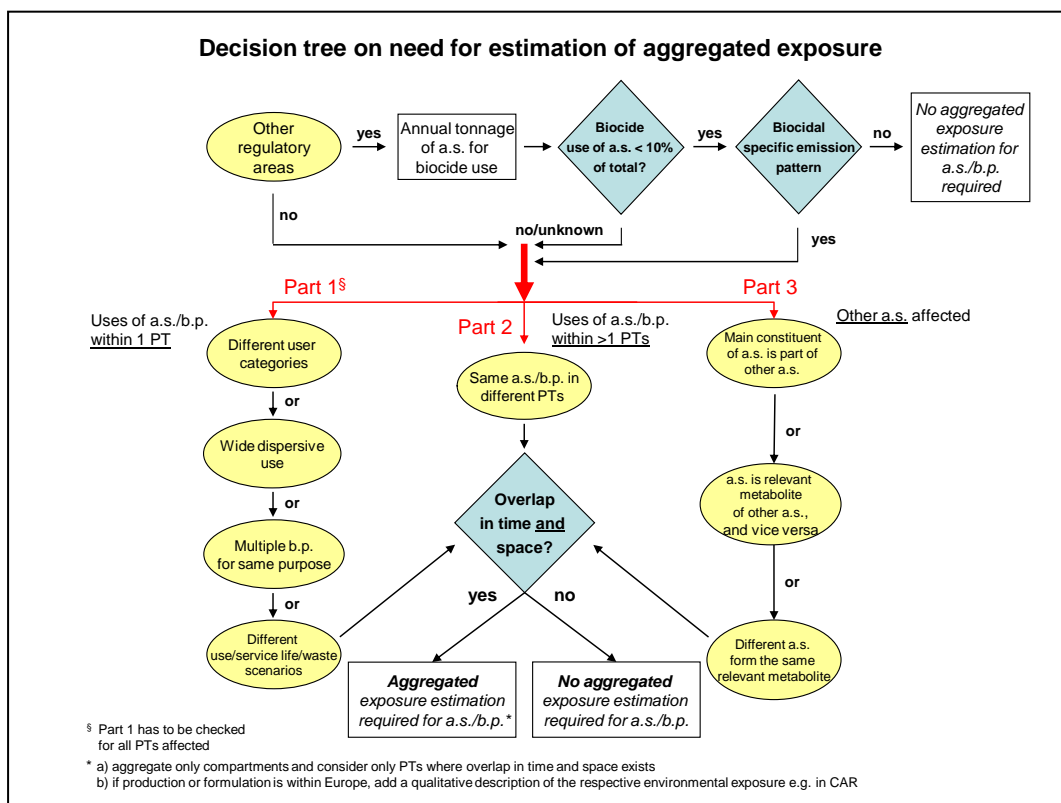 Decision tree on need for estimation of aggregated exposure
Other
regulatory
areas
yes
Annual tonnage
of a.s. for
biocide use
Biocide
use of a.s. < 10%
of total?
yes
Biocidal
specific emission
pattern
no
No aggregated
exposure
estimation for
a.s./b.p.
required
no
no/unknown
yes
Part 1§
Part 2
Part 3
Uses of a.s./b.p.
within 1 PT
Different user
categories
or
Wide dispersive
use
or
Multiple b.p.
for same purpose
or
Different
use/service life/waste
scenarios
Uses of a.s./b.p.
within >1 PTs
Same a.s./b.p. in
different PTs
Overlap
in time and
space?
yes
no
Aggregated
exposure estimation
required for a.s./b.p.*
No aggregated
exposure estimation
required for a.s./b.p.
Other a.s. affected
Main constituent
of a.s. is part of
other a.s.
or
a.s. is relevant
metabolite
of other a.s.,
and vice versa
or
Different a.s.
form the same
relevant metabolite
§ Part 1 has to be checked
for all PTs affected
* a) aggregate only compartments and consider only PTs where overlap in time and space exists
b) if production or formulation is within Europe, add a qualitative description of the respective environmental exposure e.g. in CAR